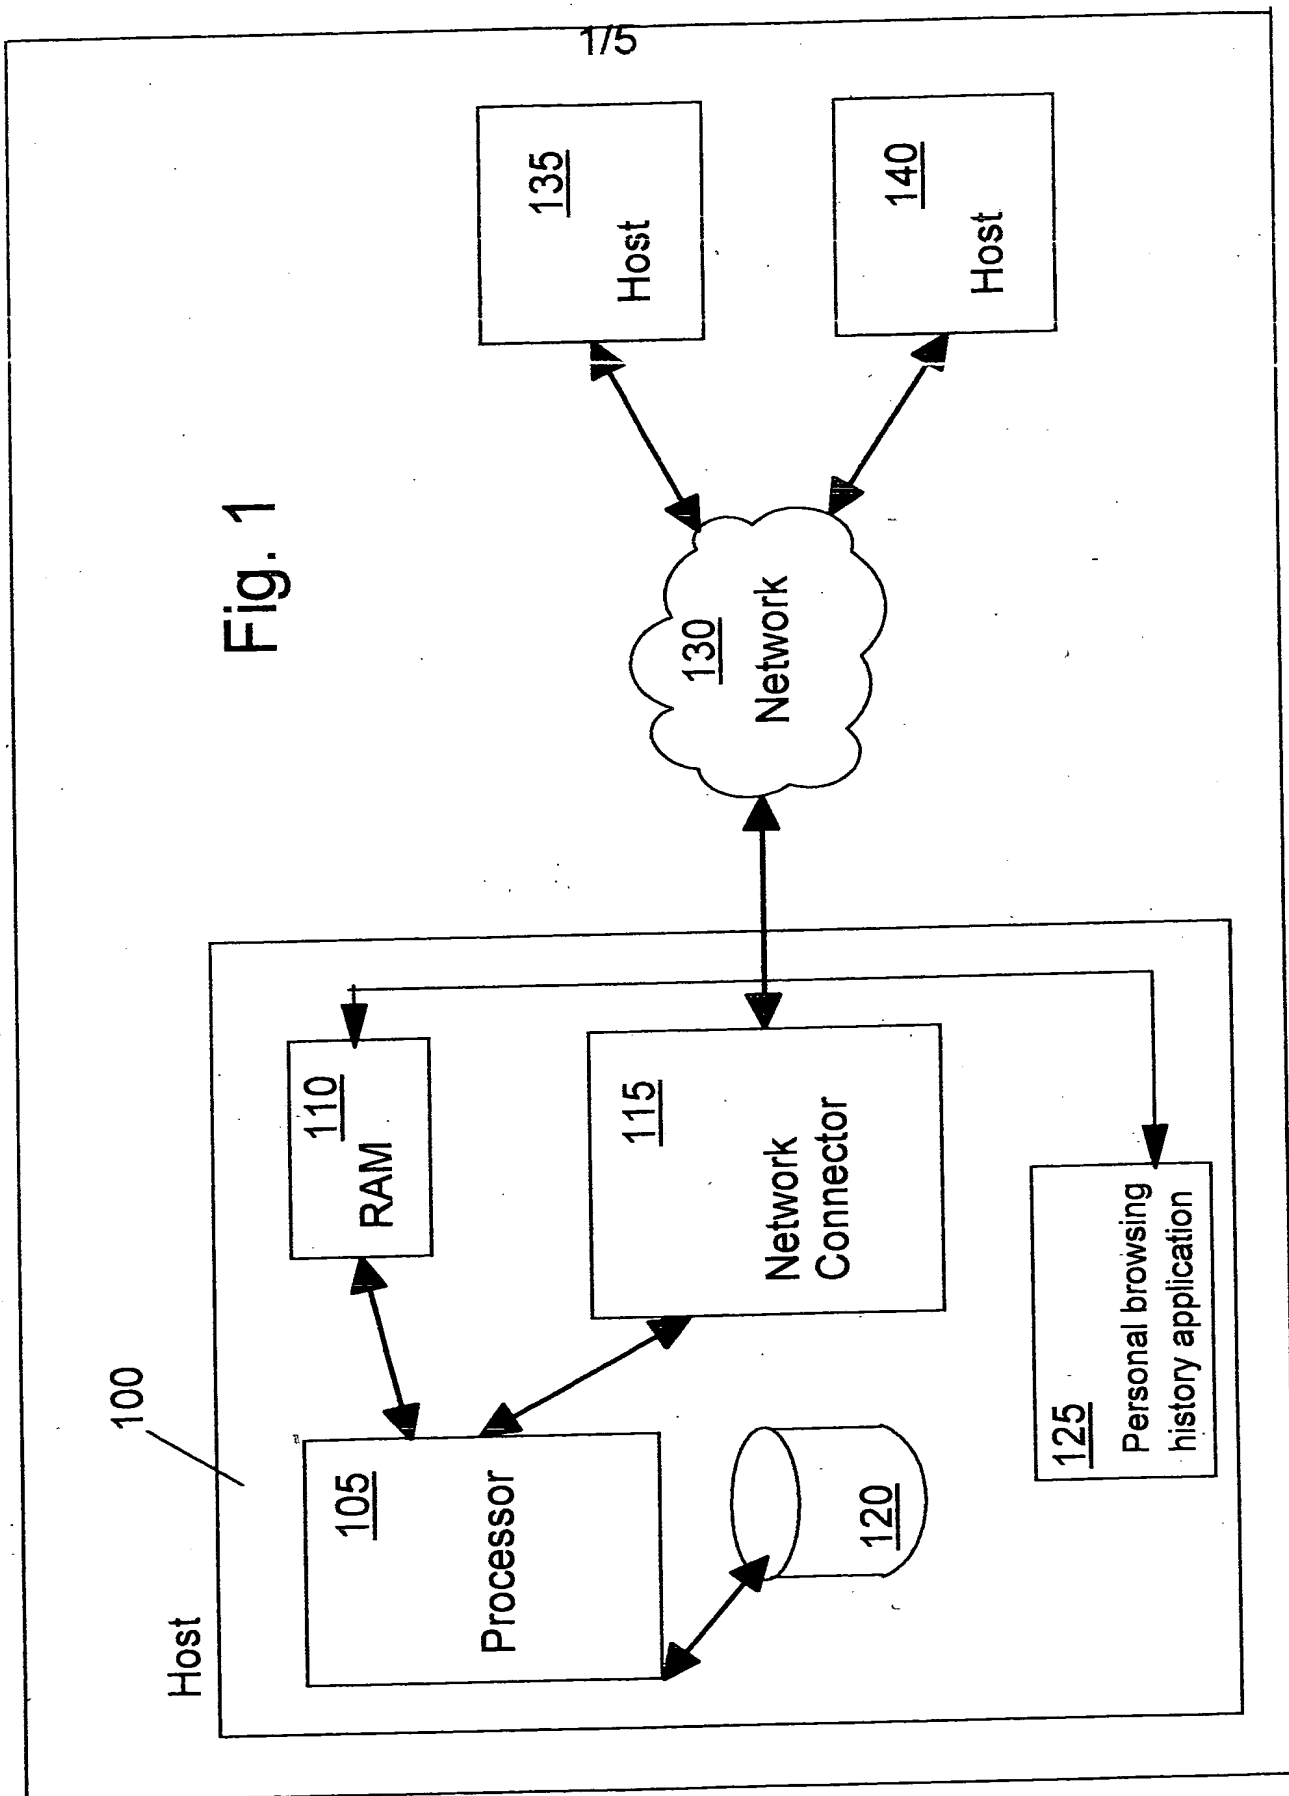 1/5
Fig. 1
Host
100
105
Processor
110
RAM
115
Network
Connector
120
125
Personal browsing
history application
130
Network
135
Host
140
Host